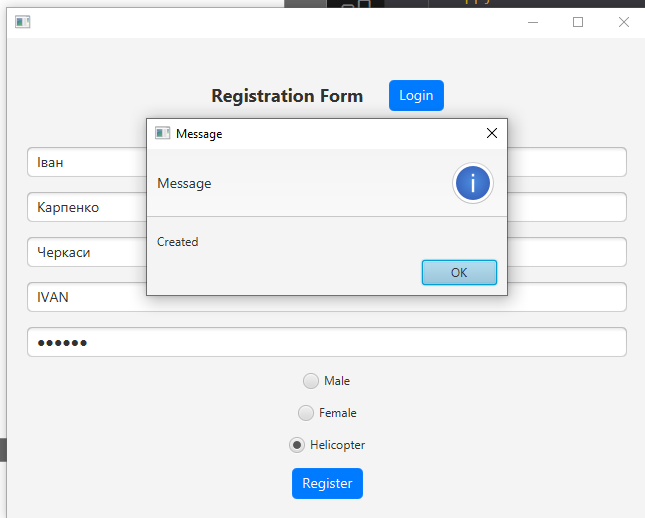 Registration Form Login
Message
Message
Created
OK
Іван
Карпенко
Черкаси
IVAN
Male
Female
Helicopter
Register